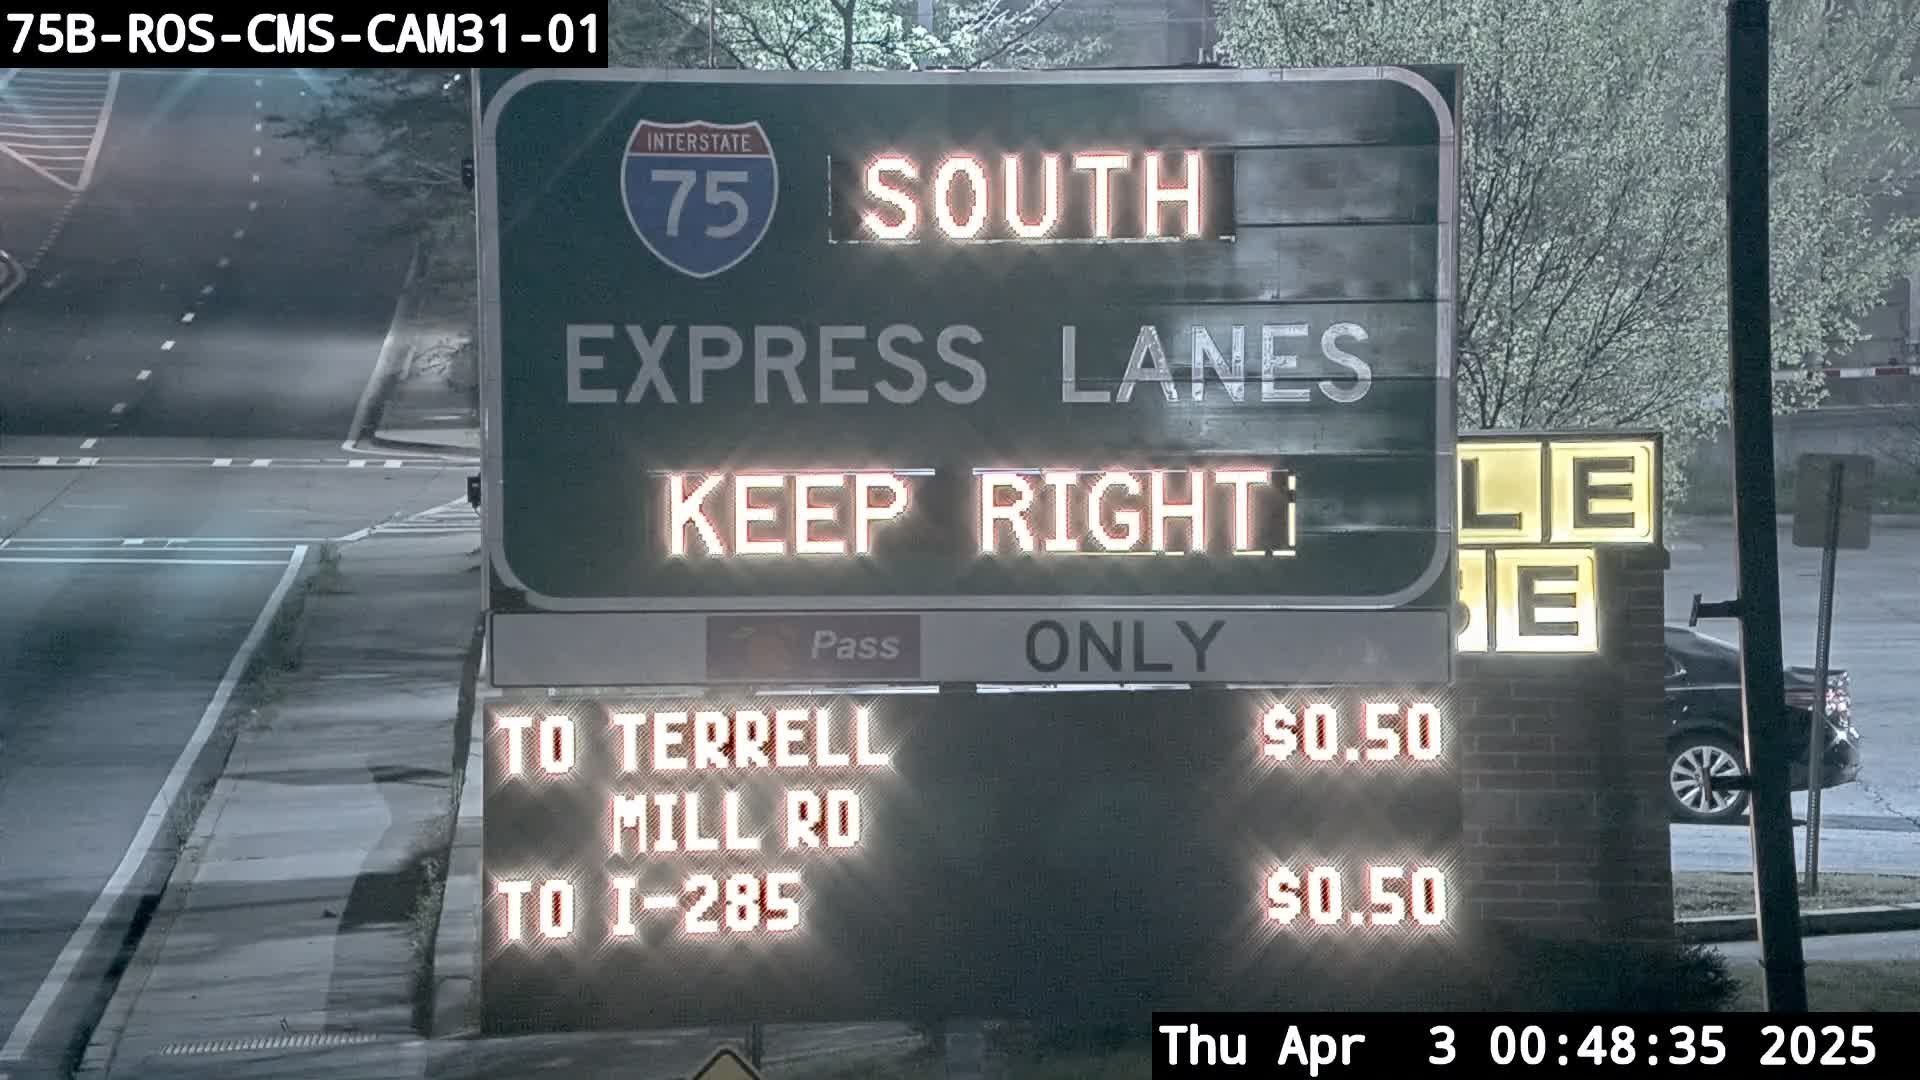 75B-ROS-CMS-CAM31-01
INTERSTATE
75
SOUTH
EXPRESS LANES
KEEP RIGHT
Pass ONLY
LE
E
TO TERRELL $0.50
MILL RD
TO I-285 $0.50
Thu Apr 3 00:48:35 2025